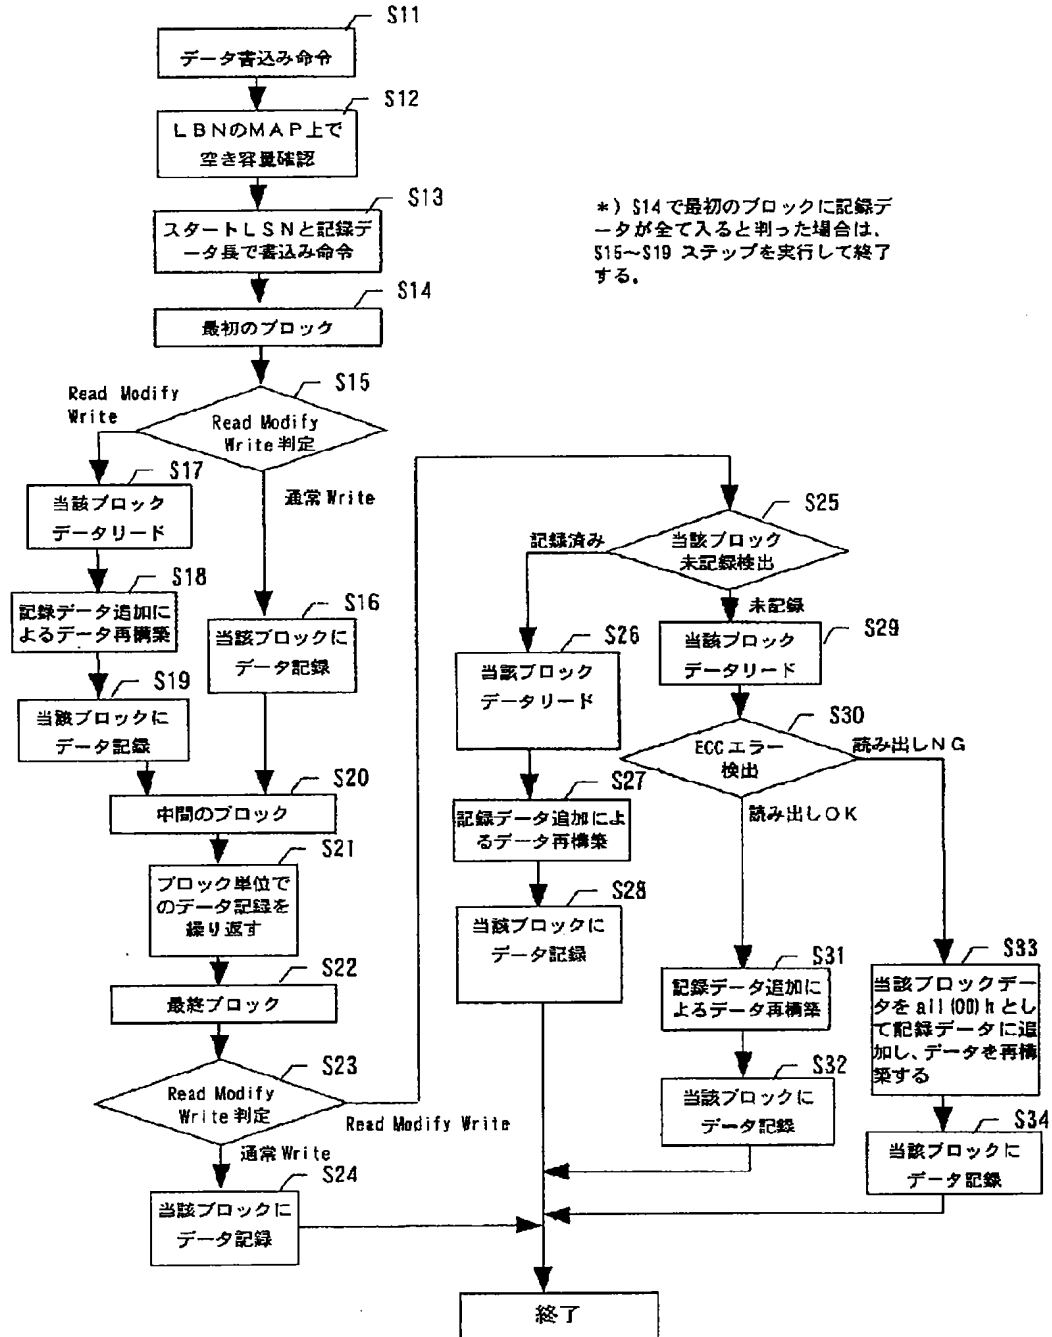 S11
データ書込み命令
S12
LBNのMAP上で
空き容量確認
S13
スタートLSNと記録デ
ータ長で書込み命令
*) S14で最初のブロックに記録デ
ータが全て入ると判った場合は、
S15～S19 ステップを実行して終了
する。
S14
最初のブロック
S15
Read Modify
Write
Read Modify
Write判定
S17
当該ブロック
データリード
通常Write
S18
記録データ追加に
よるデータ再構築
S16
当該ブロックに
データ記録
S19
当該ブロックに
データ記録
S20
中間のブロック
S21
ブロック単位で
のデータ記録を
繰り返す
S22
最終ブロック
S23
Read Modify
Write判定
Read Modify Write
通常Write
S24
当該ブロックに
データ記録
S25
当該ブロック
未記録検出
記録済み
未記録
S26
当該ブロック
データリード
S27
記録データ追加によ
るデータ再構築
S28
当該ブロックに
データ記録
S29
当該ブロック
データリード
S30
ECCエラー
検出
読み出しNG
読み出しOK
S31
記録データ追加に
よるデータ再構築
S32
当該ブロックに
データ記録
S33
当該ブロックデー
タをall(00)hとし
て記録データに追
加し、データを再構
築する
S34
当該ブロックに
データ記録
終了